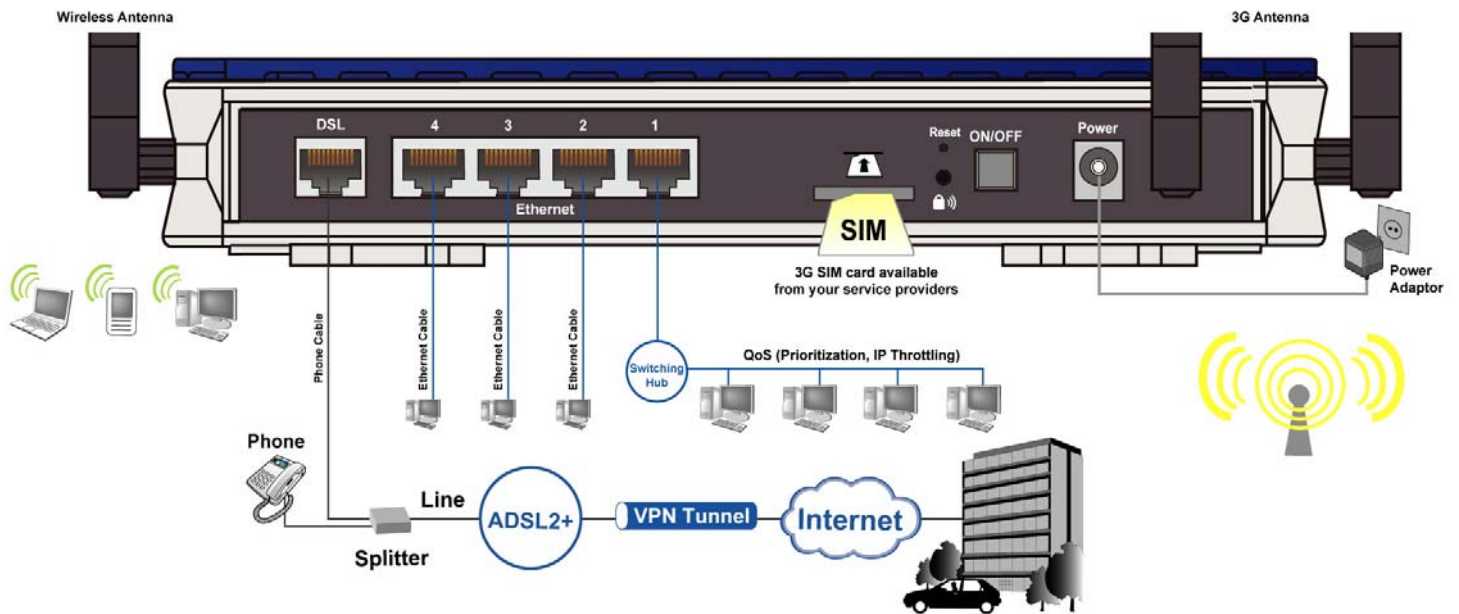 Wireless Antenna
3G Antenna
DSL
4
3
2
1
Ethernet
Reset
ON/OFF
Power
SIM
3G SIM card available
from your service providers
Power
Adaptor
Phone Cable
Ethernet Cable
Ethernet Cable
Ethernet Cable
Switching
Hub
QoS (Prioritization, IP Throttling)
Phone
Splitter
Line
ADSL2+
VPN Tunnel
Internet